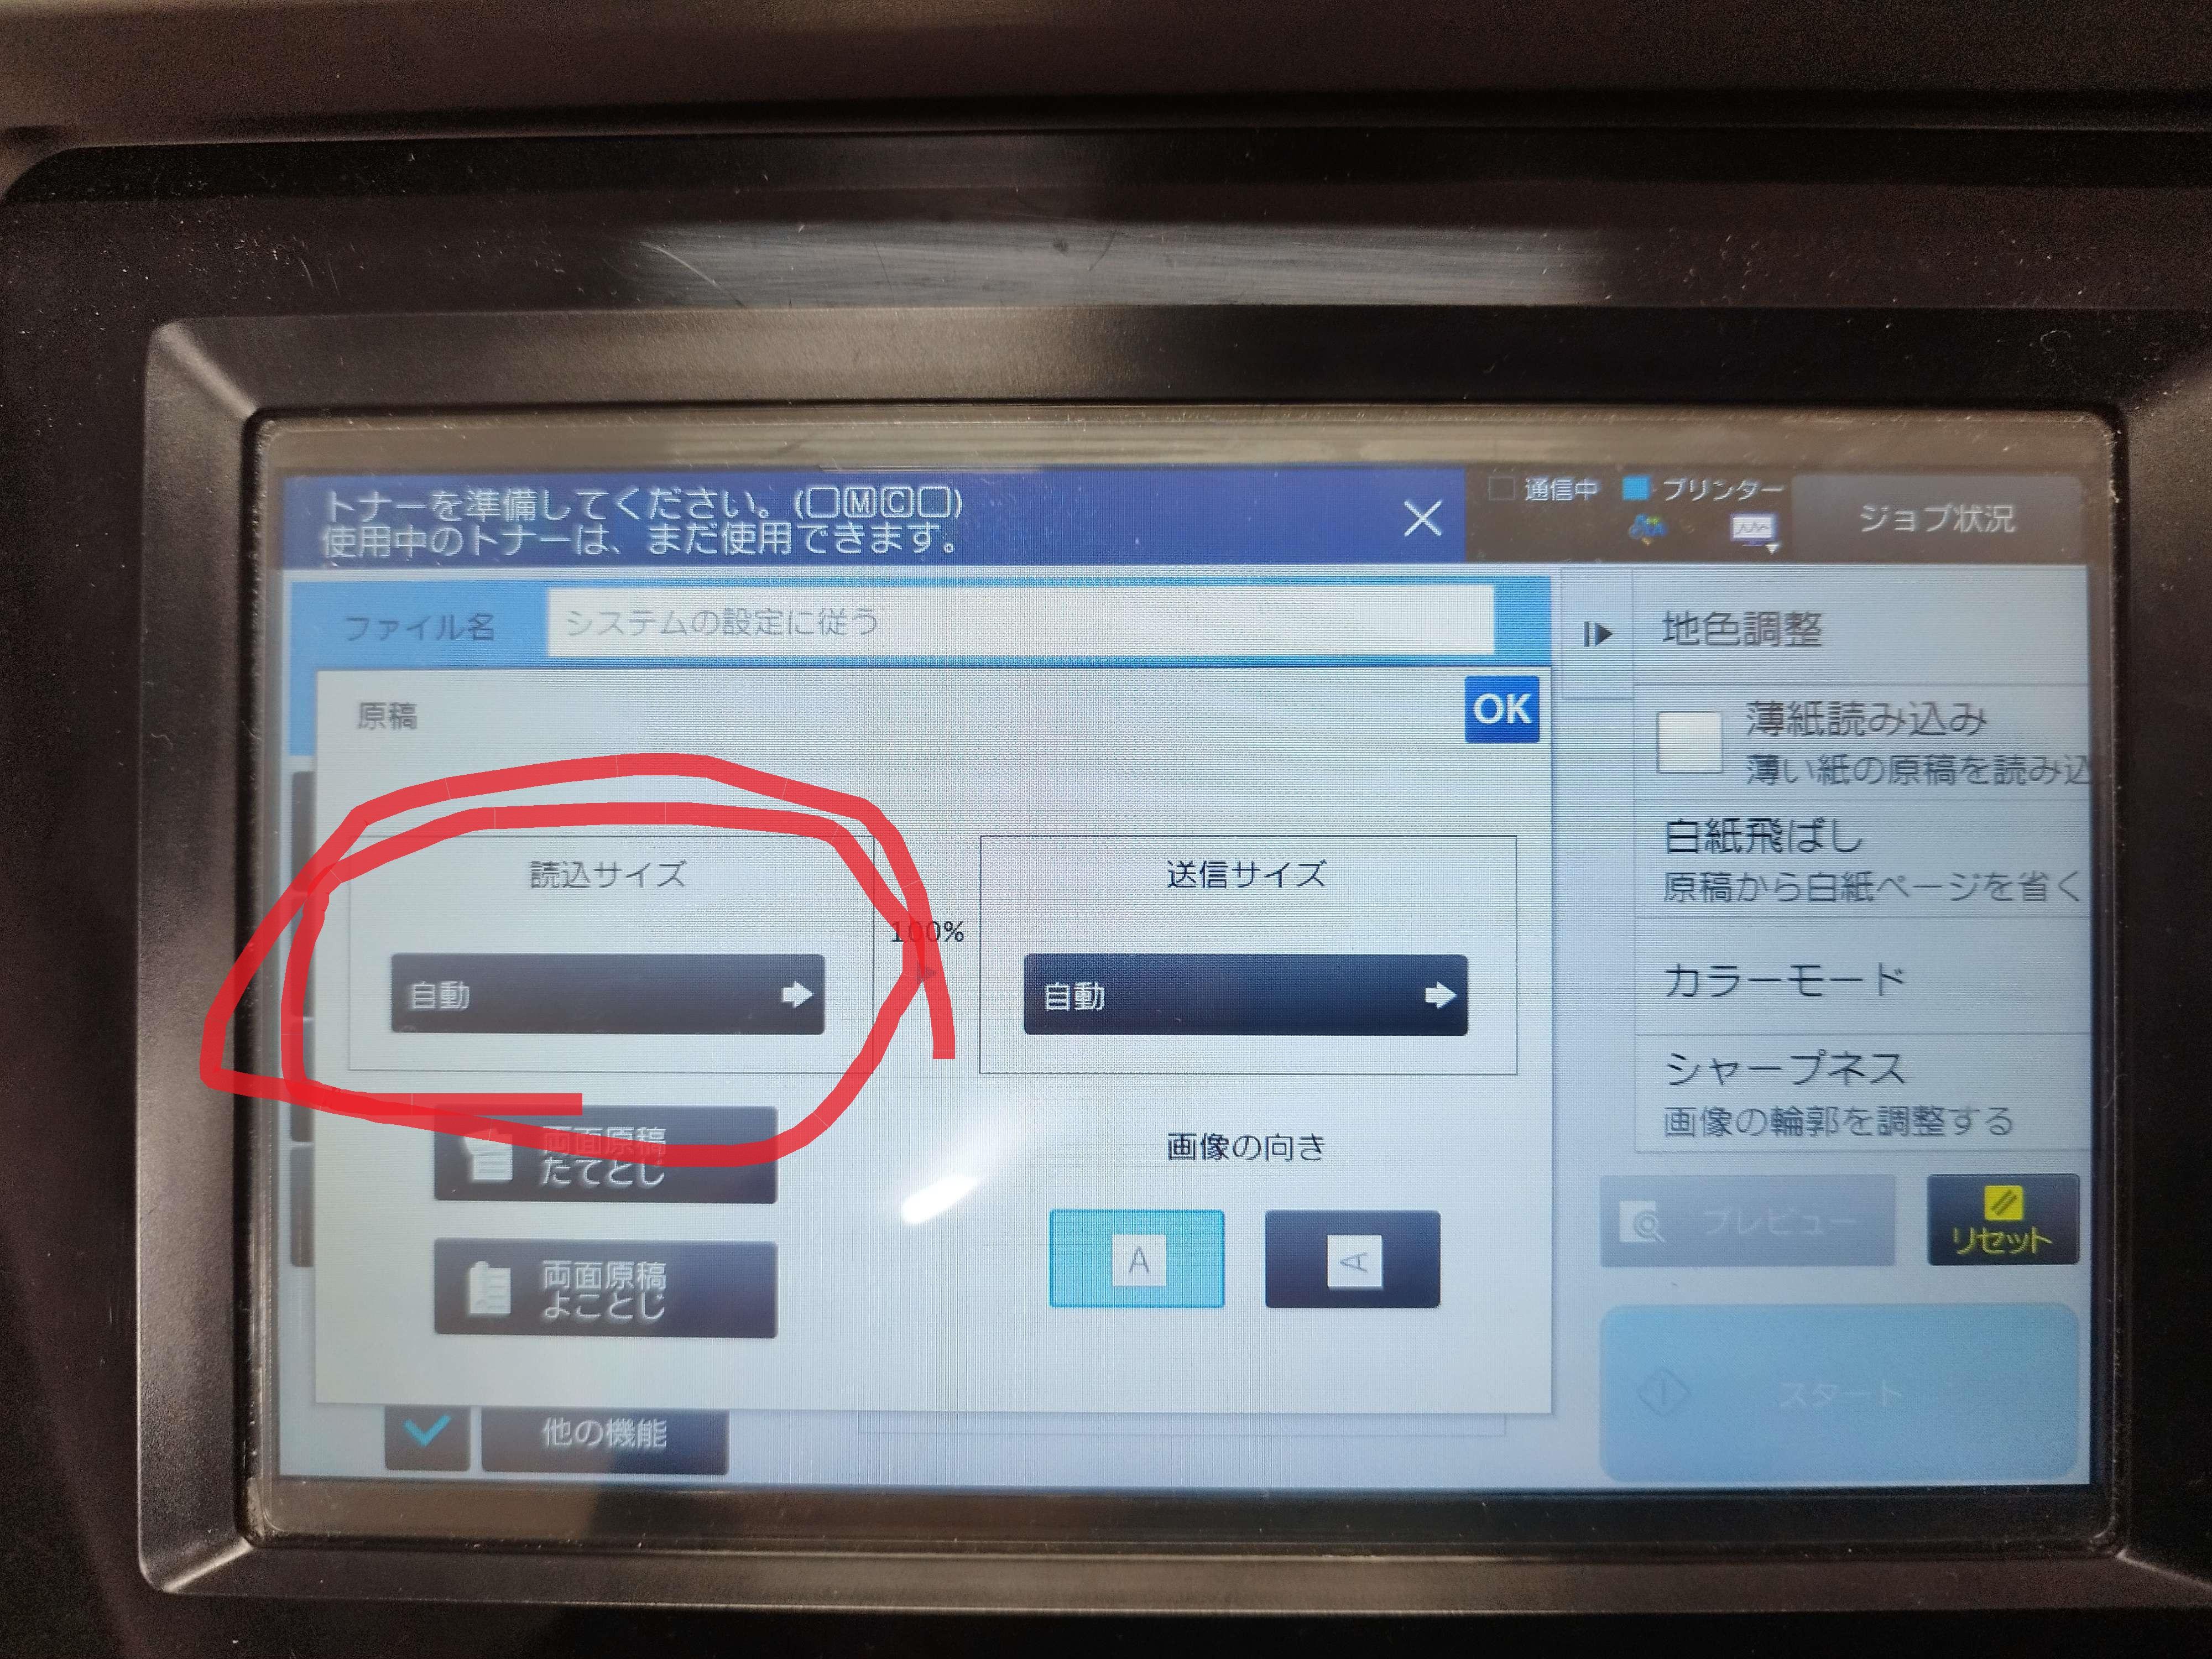 トナーを準備してください。(□ⓂⒸ□)
使用中のトナーは、まだ使用できます。
通信中
プリンター
ジョブ状況
ファイル名
システムの設定に従う
地色調整
原稿
OK
薄紙読み込み
薄い紙の原稿を読み込
読込サイズ
100%
送信サイズ
白紙飛ばし
原稿から白紙ページを省く
自動
自動
カラーモード
シャープネス
画像の輪郭を調整する
両面原稿
たてとじ
画像の向き
プレビュー
リセット
両面原稿
よことじ
A
A
スタート
他の機能